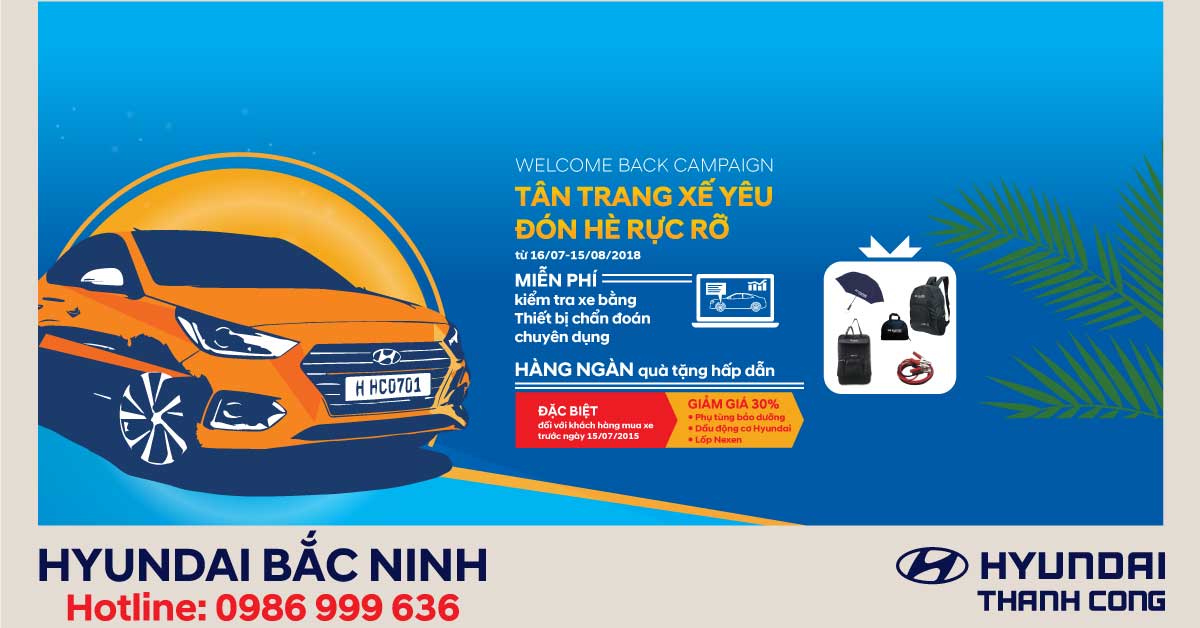 WELCOME BACK CAMPAIGN
TÂN TRANG XẾ YÊU
ĐÓN HÈ RỰC RỠ
từ 16/07-15/08/2018
MIỄN PHÍ
kiểm tra xe bằng
Thiết bị chẩn đoán
chuyên dụng
HÀNG NGÀN quà tặng hấp dẫn
ĐẶC BIỆT
đối với khách hàng mua xe
trước ngày 15/07/2015
GIẢM GIÁ 30%
• Phụ tùng bảo dưỡng
• Dầu động cơ Hyundai
• Lốp Nexen
H HC0701
HYUNDAI BẮC NINH
Hotline: 0986 999 636
HYUNDAI
THANH CONG